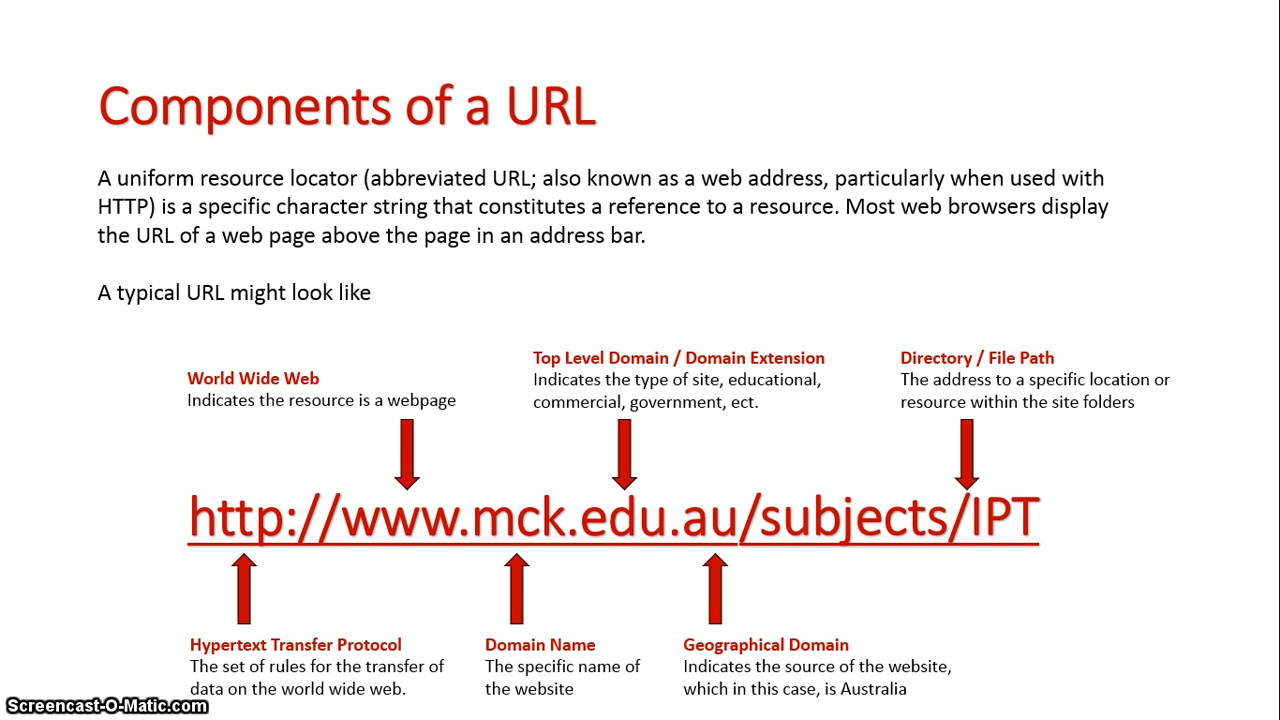 Components of a URL
A uniform resource locator (abbreviated URL; also known as a web address, particularly when used with
HTTP) is a specific character string that constitutes a reference to a resource. Most web browsers display
the URL of a web page above the page in an address bar.
A typical URL might look like
World Wide Web
Indicates the resource is a webpage
Top Level Domain / Domain Extension
Indicates the type of site, educational,
commercial, government, ect.
Directory / File Path
The address to a specific location or
resource within the site folders
http://www.mck.edu.au/subjects/IPT
Hypertext Transfer Protocol
The set of rules for the transfer of
data on the world wide web.
Domain Name
The specific name of
the website
Geographical Domain
Indicates the source of the website,
which in this case, is Australia
Screencast-O-Matic.com